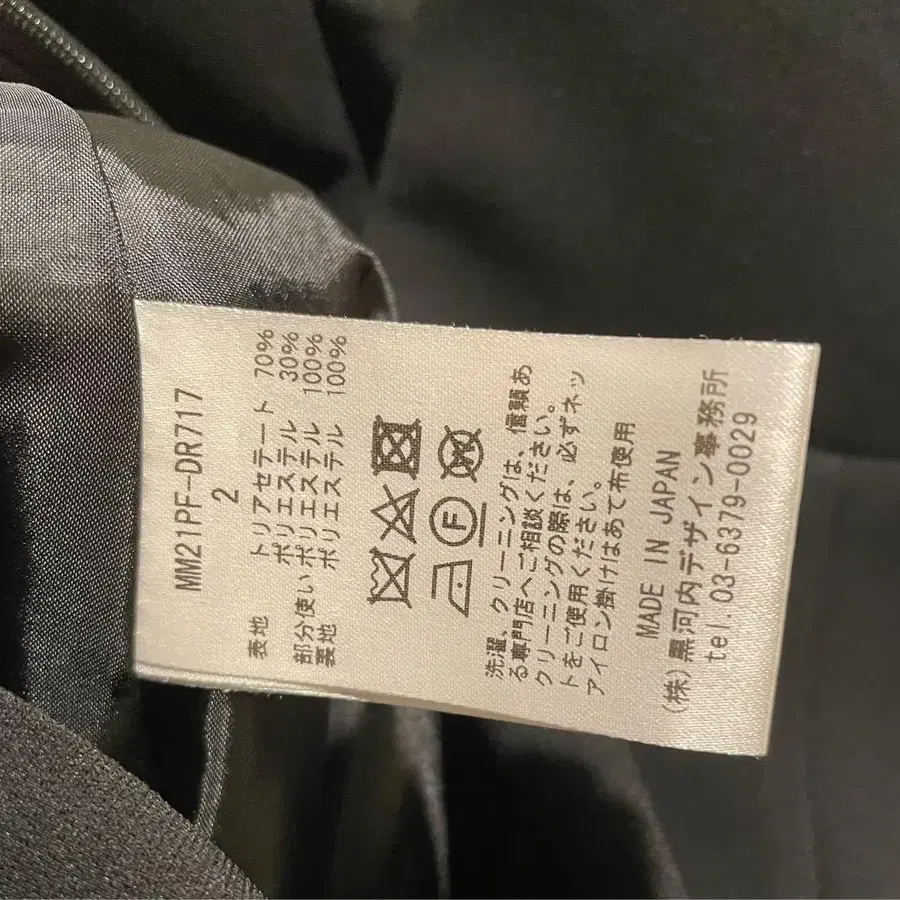 MM21PF-DR717
2
表地 トリアセテート 70%
ポリエステル 30%
部分使い ポリエステル 100%
裏地 ポリエステル 100%
F
W
洗濯、クリーニングは、信頼あ
る専門店へご相談ください。
クリーニングの際は、必ずネッ
トをご使用ください。
アイロン掛けはあて布使用
MADE IN JAPAN
(株)黒河内デザイン事務所
tel.03-6379-0029